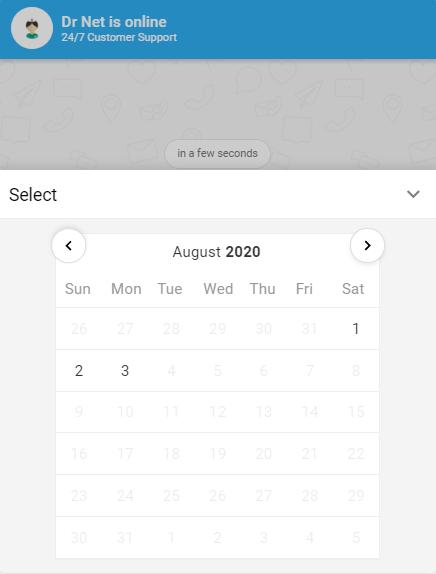 Dr Net is online
24/7 Customer Support
in a few seconds
Select
August 2020
Sun Mon Tue Wed Thu Fri Sat
26 27 28 29 30 31 1
2 3 4 5 6 7 8
9 10 11 12 13 14 15
16 17 18 19 20 21 22
23 24 25 26 27 28 29
30 31 1 2 3 4 5